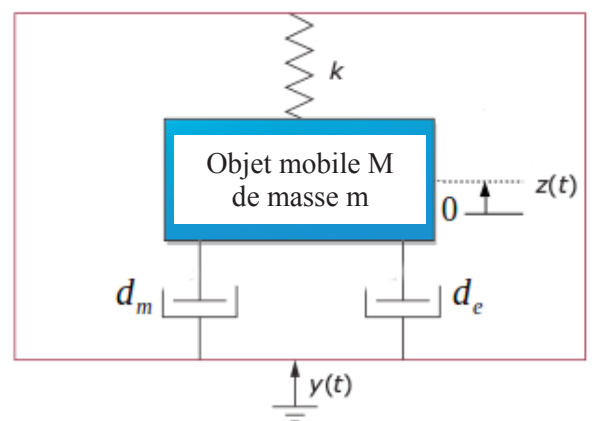 k
Objet mobile M
de masse m
z(t)
0
d_m
d_e
y(t)